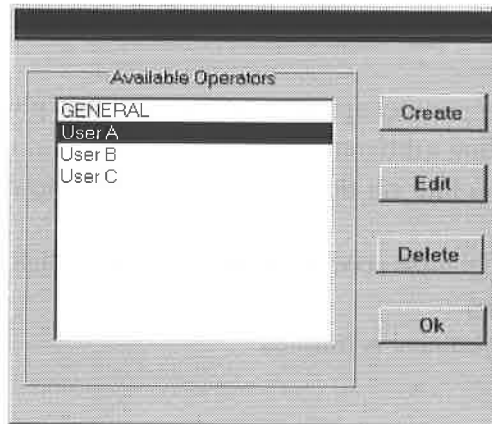 Available Operators
GENERAL
User A
User B
User C
Create
Edit
Delete
Ok